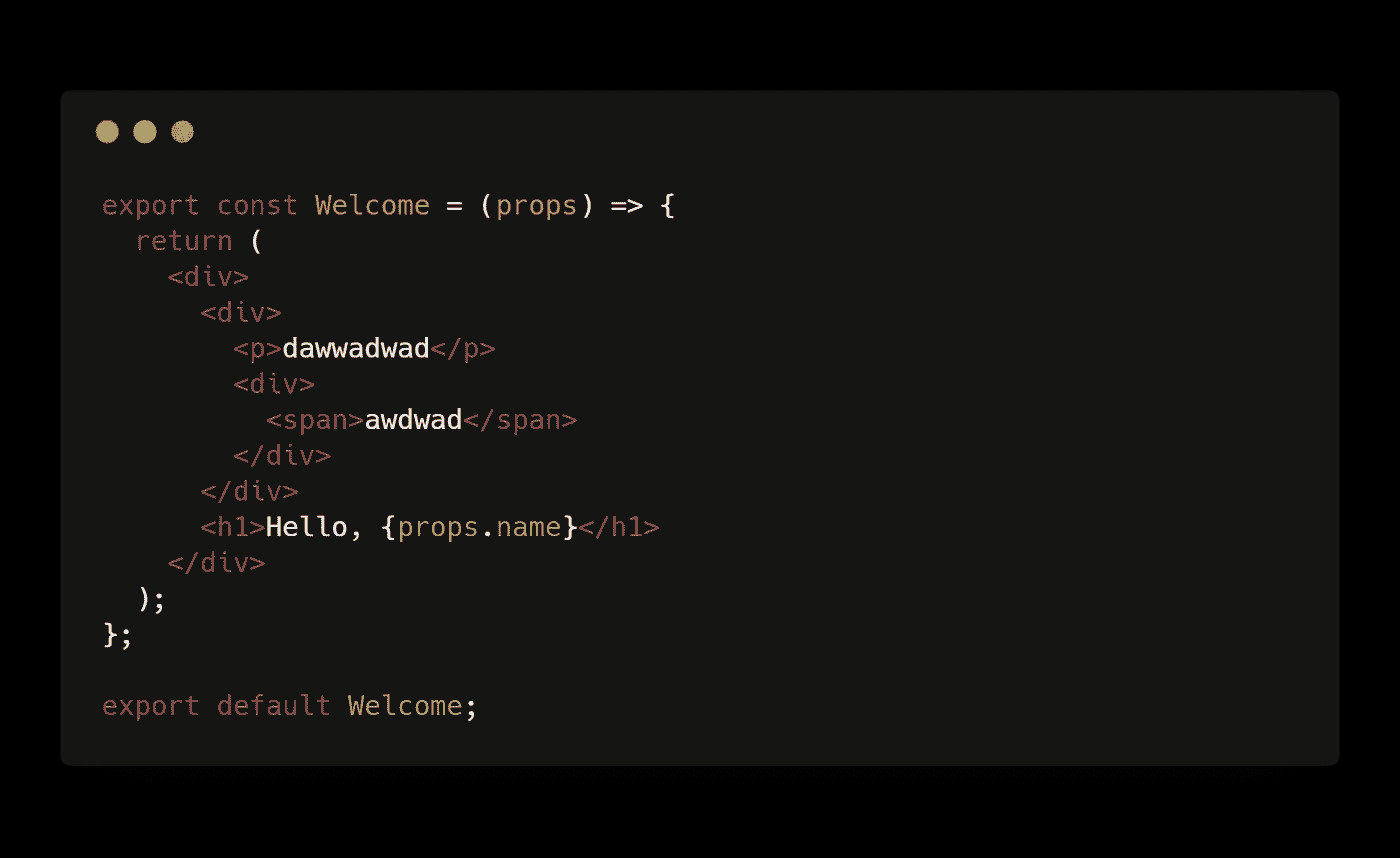 export const Welcome = (props) => {
  return (
    <div>
      <div>
        <p>dawwadwad</p>
        <div>
          <span>awdwad</span>
        </div>
      </div>
      <h1>Hello, {props.name}</h1>
    </div>
  );
};

export default Welcome;